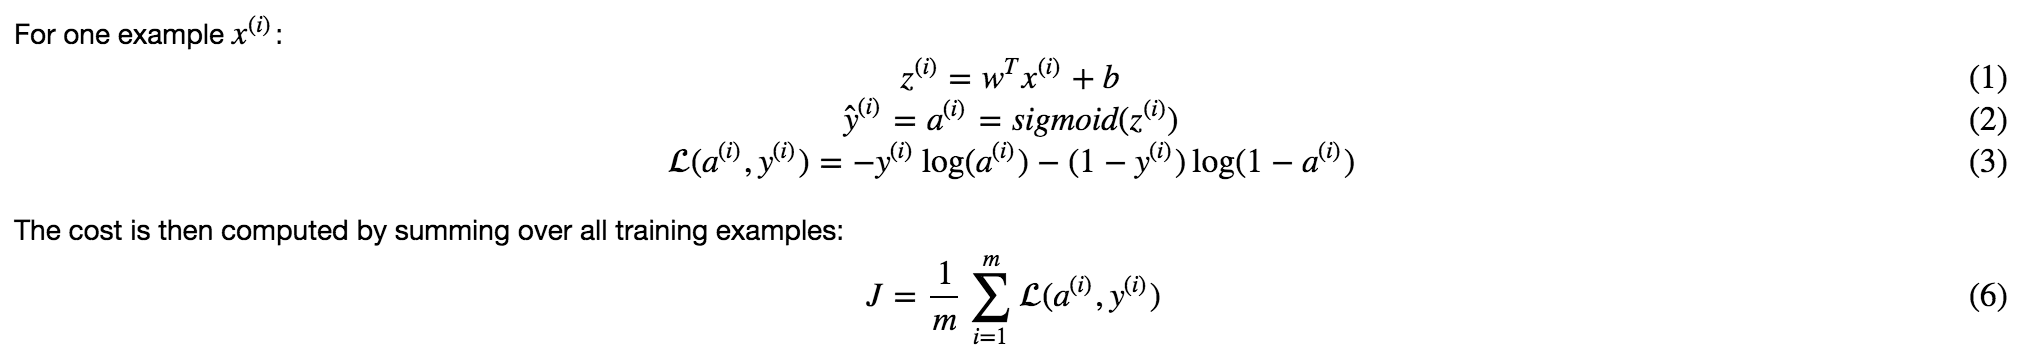 For one example x^(i):
z^(i) = w^T x^(i) + b (1)
ŷ^(i) = a^(i) = sigmoid(z^(i)) (2)
ℒ(a^(i), y^(i)) = −y^(i) log(a^(i)) − (1 − y^(i)) log(1 − a^(i)) (3)
The cost is then computed by summing over all training examples:
J = 1/m ∑_{i=1}^m ℒ(a^(i), y^(i)) (6)